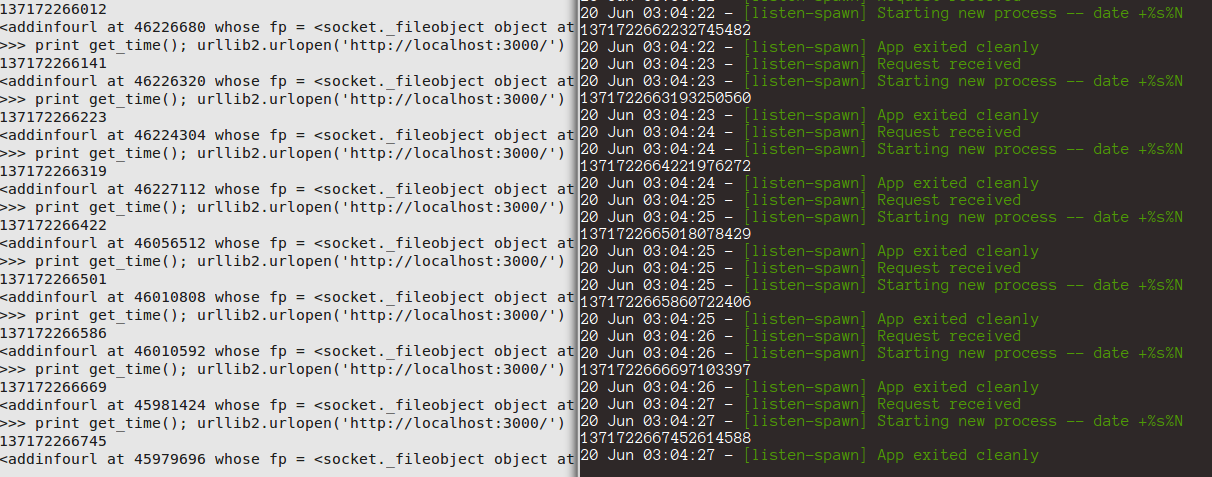 137172266012
<addinfourl at 46226680 whose fp = <socket._fileobject object at
>>> print get_time(); urllib2.urlopen('http://localhost:3000/')
137172266141
<addinfourl at 46226320 whose fp = <socket._fileobject object at
>>> print get_time(); urllib2.urlopen('http://localhost:3000/')
137172266223
<addinfourl at 46224304 whose fp = <socket._fileobject object at
>>> print get_time(); urllib2.urlopen('http://localhost:3000/')
137172266319
<addinfourl at 46227112 whose fp = <socket._fileobject object at
>>> print get_time(); urllib2.urlopen('http://localhost:3000/')
137172266422
<addinfourl at 46056512 whose fp = <socket._fileobject object at
>>> print get_time(); urllib2.urlopen('http://localhost:3000/')
137172266501
<addinfourl at 46010808 whose fp = <socket._fileobject object at
>>> print get_time(); urllib2.urlopen('http://localhost:3000/')
137172266586
<addinfourl at 46010592 whose fp = <socket._fileobject object at
>>> print get_time(); urllib2.urlopen('http://localhost:3000/')
137172266669
<addinfourl at 45981424 whose fp = <socket._fileobject object at
>>> print get_time(); urllib2.urlopen('http://localhost:3000/')
137172266745
<addinfourl at 45979696 whose fp = <socket._fileobject object at
20 Jun 03:04:22 - [listen-spawn] Request received
20 Jun 03:04:22 - [listen-spawn] Starting new process -- date +%s%N
1371722662232745482
20 Jun 03:04:22 - [listen-spawn] App exited cleanly
20 Jun 03:04:23 - [listen-spawn] Request received
20 Jun 03:04:23 - [listen-spawn] Starting new process -- date +%s%N
1371722663193250560
20 Jun 03:04:23 - [listen-spawn] App exited cleanly
20 Jun 03:04:24 - [listen-spawn] Request received
20 Jun 03:04:24 - [listen-spawn] Starting new process -- date +%s%N
1371722664221976272
20 Jun 03:04:24 - [listen-spawn] App exited cleanly
20 Jun 03:04:25 - [listen-spawn] Request received
20 Jun 03:04:25 - [listen-spawn] Starting new process -- date +%s%N
1371722665018078429
20 Jun 03:04:25 - [listen-spawn] App exited cleanly
20 Jun 03:04:25 - [listen-spawn] Request received
20 Jun 03:04:25 - [listen-spawn] Starting new process -- date +%s%N
1371722665860722406
20 Jun 03:04:25 - [listen-spawn] App exited cleanly
20 Jun 03:04:26 - [listen-spawn] Request received
20 Jun 03:04:26 - [listen-spawn] Starting new process -- date +%s%N
1371722666697103397
20 Jun 03:04:26 - [listen-spawn] App exited cleanly
20 Jun 03:04:27 - [listen-spawn] Request received
20 Jun 03:04:27 - [listen-spawn] Starting new process -- date +%s%N
1371722667452614588
20 Jun 03:04:27 - [listen-spawn] App exited cleanly